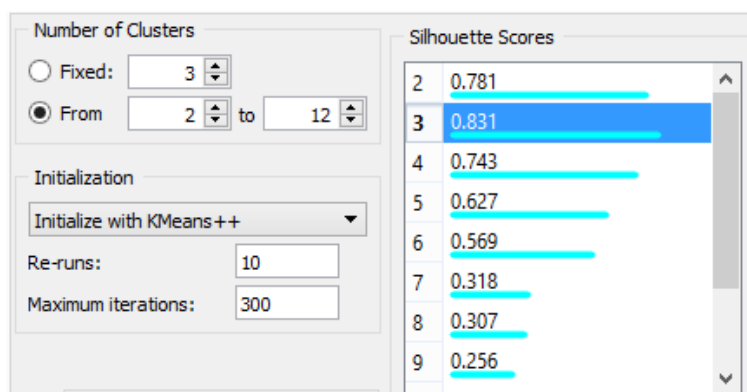 Number of Clusters
Fixed: 3
From 2 to 12
Initialization
Initialize with KMeans++
Re-runs: 10
Maximum iterations: 300
Silhouette Scores
2 0.781
3 0.831
4 0.743
5 0.627
6 0.569
7 0.318
8 0.307
9 0.256